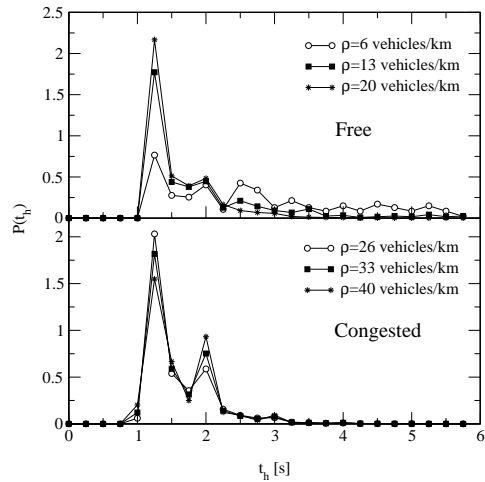 2.5
2
1.5
1
0.5
0
ρ=6 vehicles/km
ρ=13 vehicles/km
ρ=20 vehicles/km
Free
P(t_h)
2
1.5
1
0.5
0
ρ=26 vehicles/km
ρ=33 vehicles/km
ρ=40 vehicles/km
Congested
0 1 2 3 4 5 6
t_h [s]